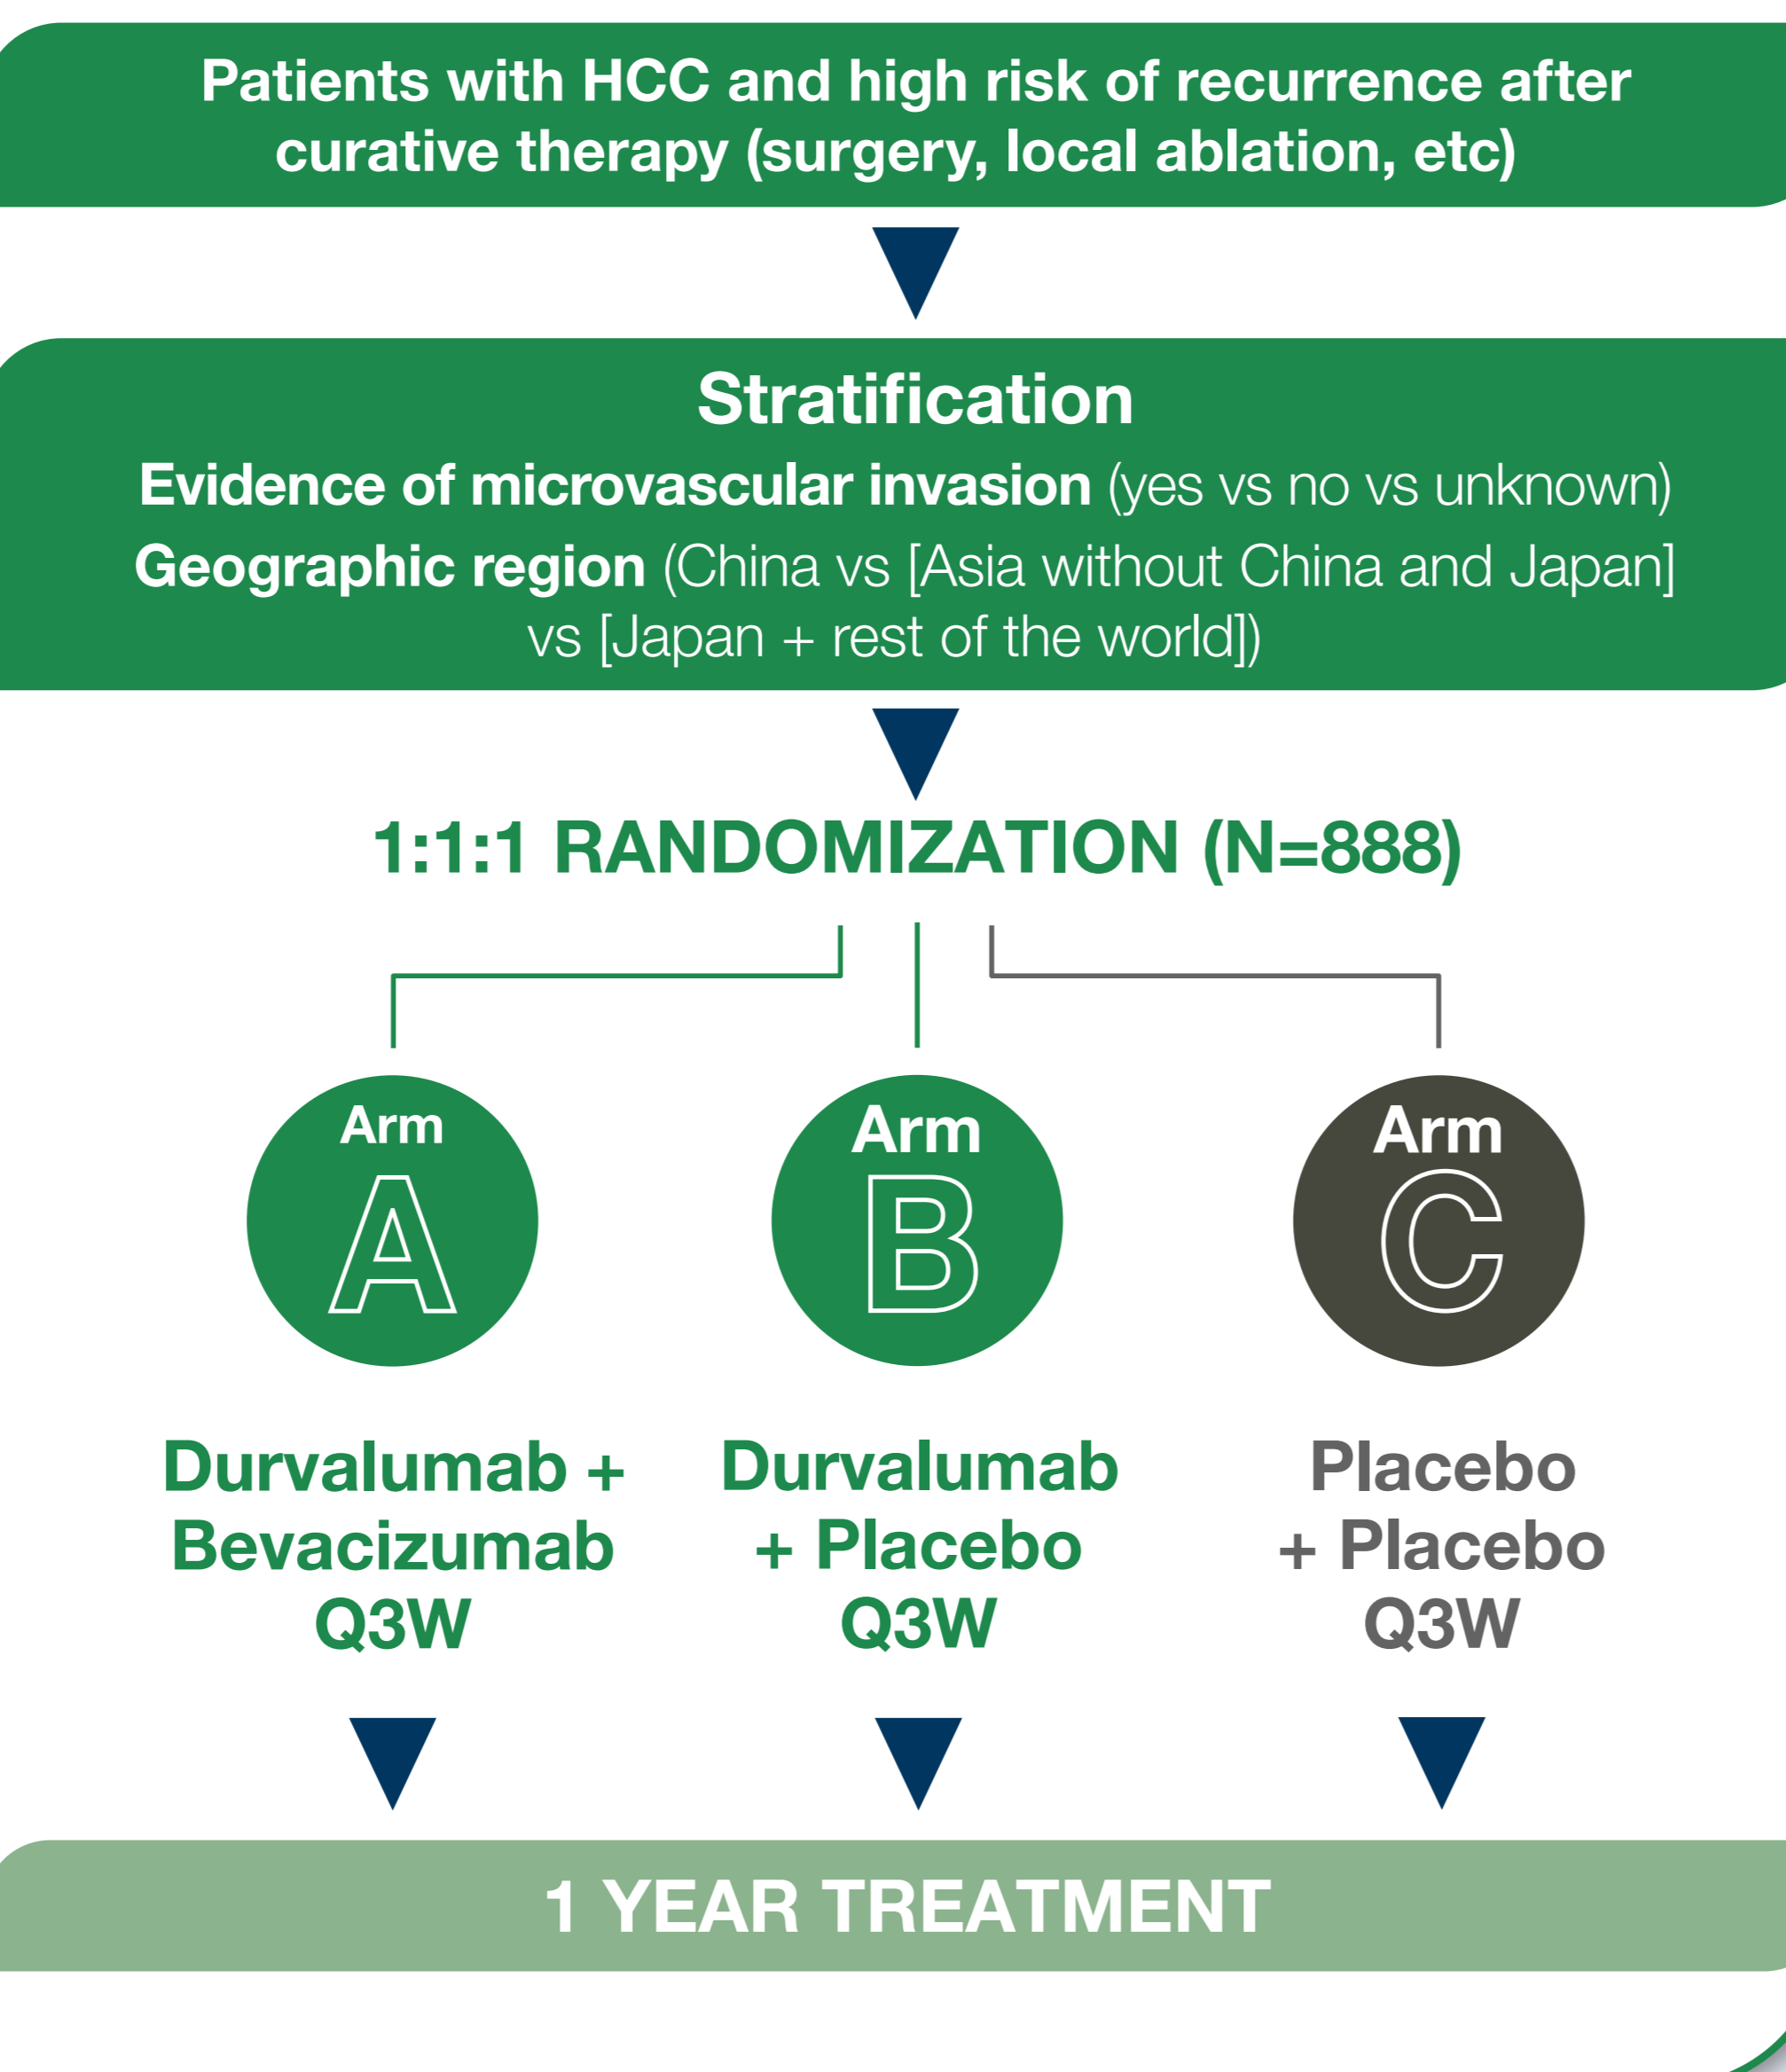 Patients with HCC and high risk of recurrence after
curative therapy (surgery, local ablation, etc)
Stratification
Evidence of microvascular invasion (yes vs no vs unknown)
Geographic region (China vs [Asia without China and Japan]
vs [Japan + rest of the world])
1:1:1 RANDOMIZATION (N=888)
Arm
A
Arm
B
Arm
C
Durvalumab +
Bevacizumab
Q3W
Durvalumab
+ Placebo
Q3W
Placebo
+ Placebo
Q3W
1 YEAR TREATMENT